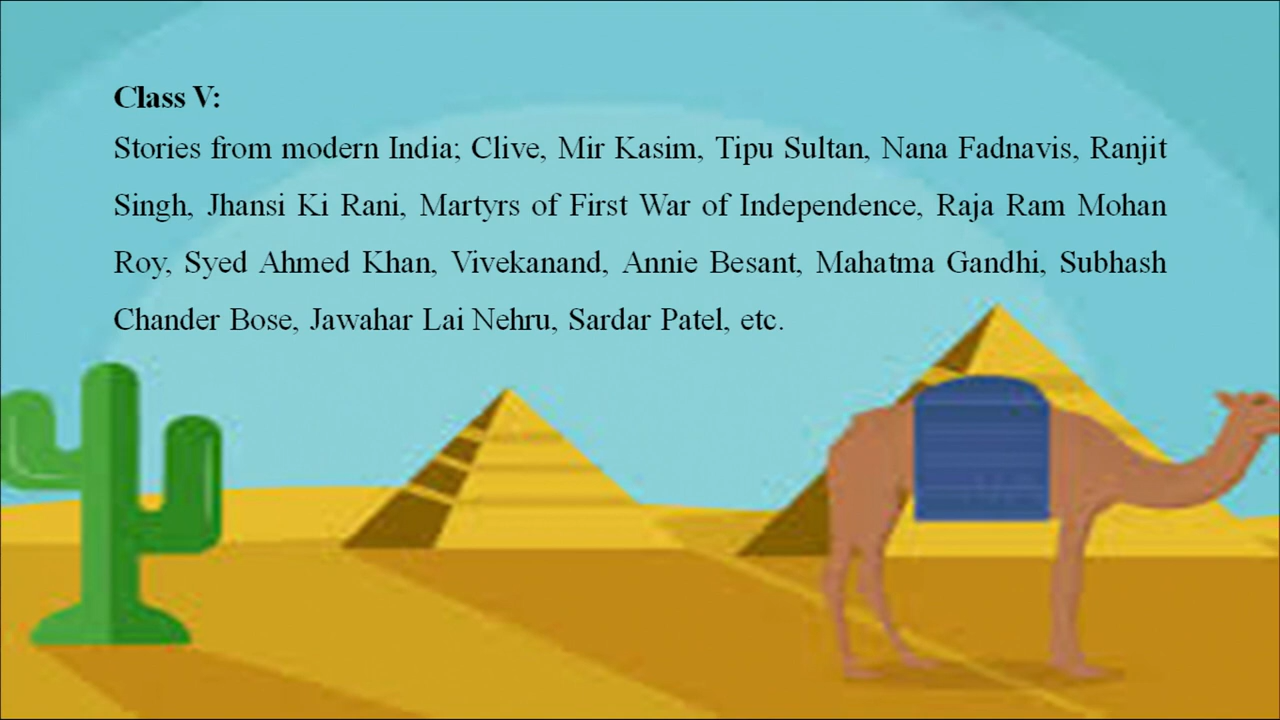 Class V:
Stories from modern India; Clive, Mir Kasim, Tipu Sultan, Nana Fadnavis, Ranjit
Singh, Jhansi Ki Rani, Martyrs of First War of Independence, Raja Ram Mohan
Roy, Syed Ahmed Khan, Vivekanand, Annie Besant, Mahatma Gandhi, Subhash
Chander Bose, Jawahar Lai Nehru, Sardar Patel, etc.